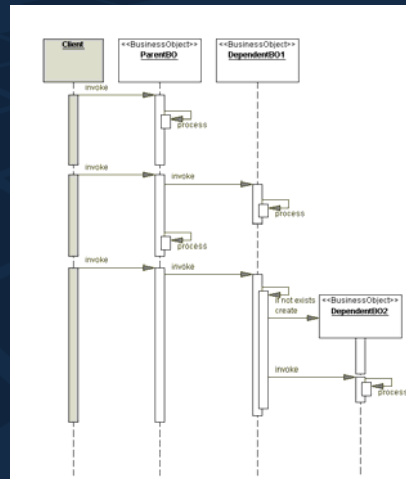 Client
<<BusinessObject>>
ParentBO
<<BusinessObject>>
DependentBO1
invoke
process
invoke
invoke
process
process
invoke
invoke
if not exists
create
<<BusinessObject>>
DependentBO2
invoke
process